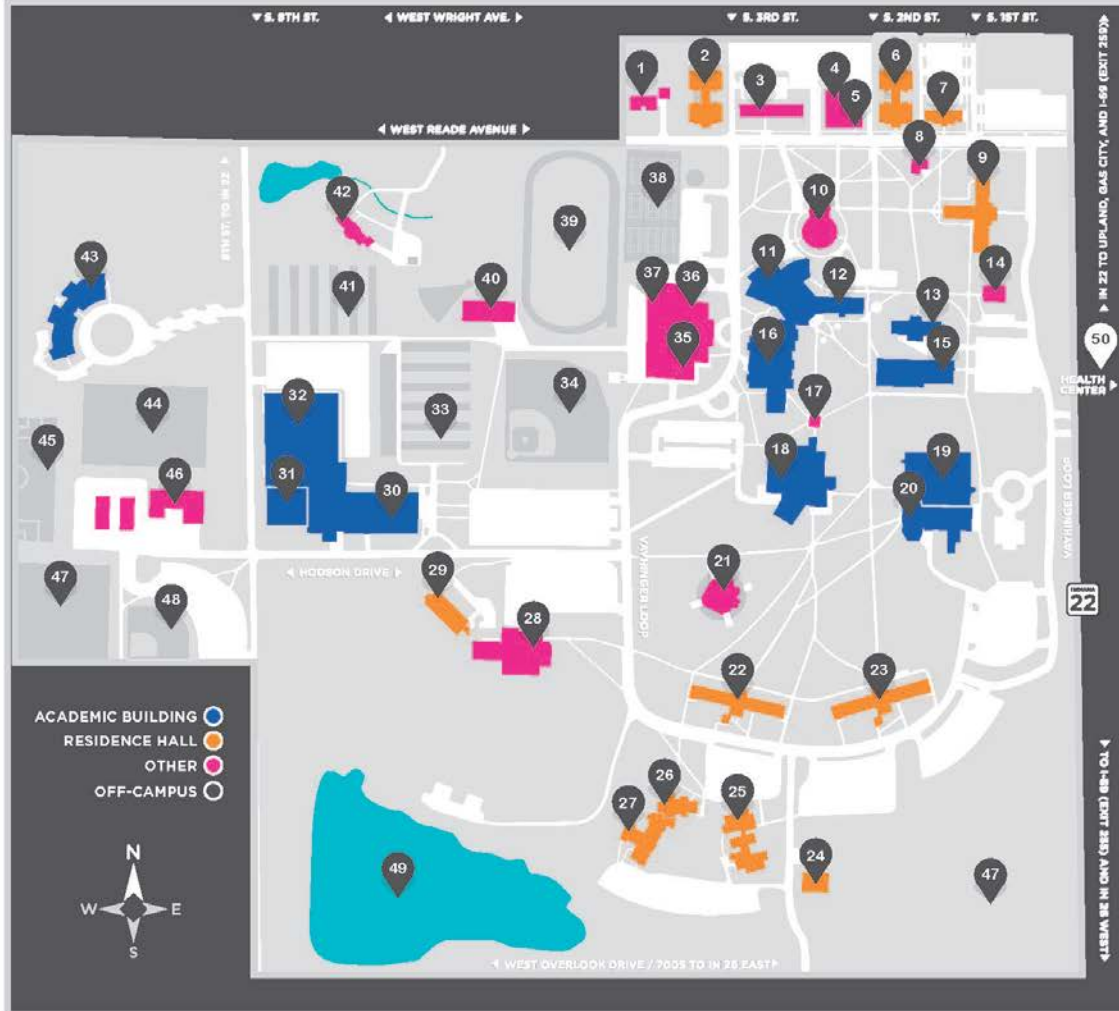 ▼ S. 8TH ST.
◀ WEST WRIGHT AVE. ▶
▼ S. 3RD ST.
▼ S. 2ND ST.
▼ S. 1ST ST.
1
2
3
4
5
6
7
◀ WEST READE AVENUE ▶
8
9
10
11
12
13
14
15
16
17
18
19
20
21
22
23
24
25
26
27
28
29
30
31
32
33
34
35
36
37
38
39
40
41
42
43
44
45
46
47
48
49
47
50
8TH ST. TO IN 22 ▶
◀ IN 22 TO UPLAND, GAS CITY, AND I-69 (EXIT 259) ▶
HEALTH
CENTER ▶
VAYHINGER LOOP
VAYHINGER LOOP
INDIANA
22
◀ HODSON DRIVE ▶
◀ TO I-69 (EXIT 255) AND IN 26 WEST ▶
◀ WEST OVERLOOK DRIVE / 700S TO IN 26 EAST ▶
ACADEMIC BUILDING
RESIDENCE HALL
OTHER
OFF-CAMPUS
N
W
E
S